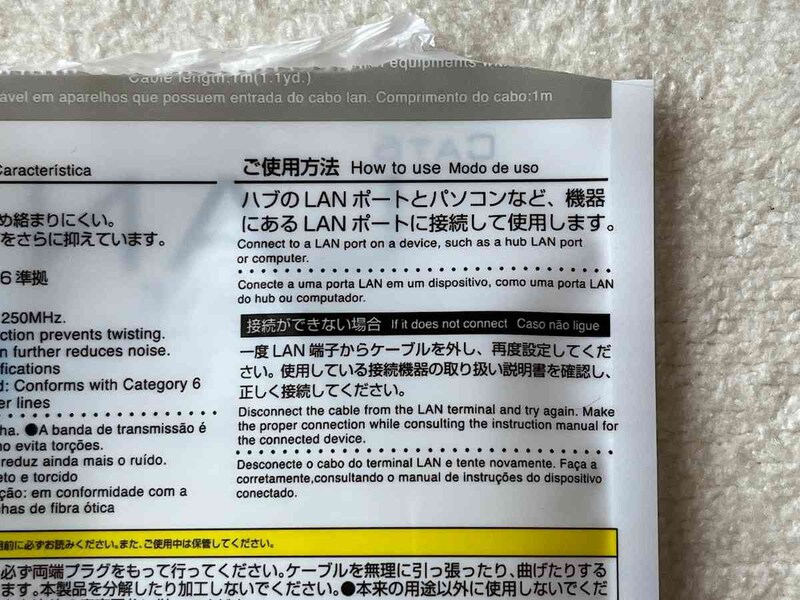 equipments
Cable length:1m(1.1yd.)
ável em aparelhos que possuem entrada do cabo lan. Comprimento do cabo:1m
CAT6
Característica
め絡まりにくい。
をさらに抑えています。
6準拠
250MHz.
ction prevents twisting.
n further reduces noise.
ifications
d: Conforms with Category 6
er lines
ha. ●A banda de transmissão é
no evita torções.
reduz ainda mais o ruído.
eto e torcido
ção: em conformidade com a
has de fibra ótica
ご使用方法 How to use Modo de uso
ハブのLANポートとパソコンなど、機器
にあるLANポートに接続して使用します。
Connect to a LAN port on a device, such as a hub LAN port
or computer.
Conecte a uma porta LAN em um dispositivo, como uma porta LAN
do hub ou computador.
接続ができない場合 If it does not connect Caso não ligue
一度LAN端子からケーブルを外し、再度設定してくだ
さい。使用している接続機器の取り扱い説明書を確認し、
正しく接続してください。
Disconnect the cable from the LAN terminal and try again. Make
the proper connection while consulting the instruction manual for
the connected device.
Desconecte o cabo do terminal LAN e tente novamente. Faça a
corretamente,consultando o manual de instruções do dispositivo
conectado.
用前に必ずお読みください。また、ご使用中は保管してください。
必ず両端プラグをもって行ってください。ケーブルを無理に引っ張ったり、曲げたりする
ます。本製品を分解したり加工しないでください。●本来の用途以外に使用しないでくだ